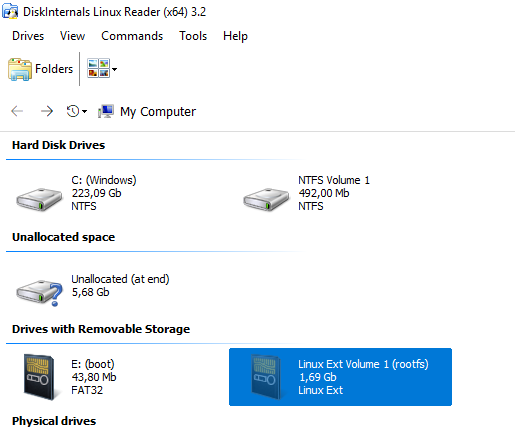 DiskInternals Linux Reader (x64) 3.2
Drives View Commands Tools Help
Folders
My Computer
Hard Disk Drives
C: (Windows)
223,09 Gb
NTFS
NTFS Volume 1
492,00 Mb
NTFS
Unallocated space
Unallocated (at end)
5,68 Gb
Drives with Removable Storage
E: (boot)
43,80 Mb
FAT32
Linux Ext Volume 1 (rootfs)
1,69 Gb
Linux Ext
Physical drives